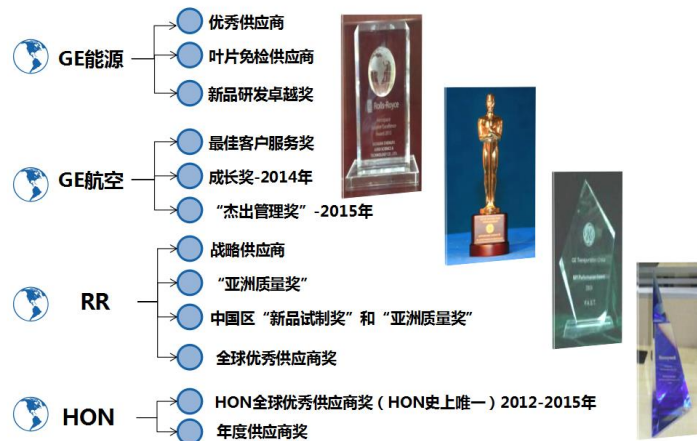 GE能源
优秀供应商
叶片免检供应商
新品研发卓越奖
GE航空
最佳客户服务奖
成长奖-2014年
“杰出管理奖”-2015年
RR
战略供应商
“亚洲质量奖”
中国区“新品试制奖”和“亚洲质量奖”
全球优秀供应商奖
HON
HON全球优秀供应商奖（HON史上唯一）2012-2015年
年度供应商奖
Rolls-Royce